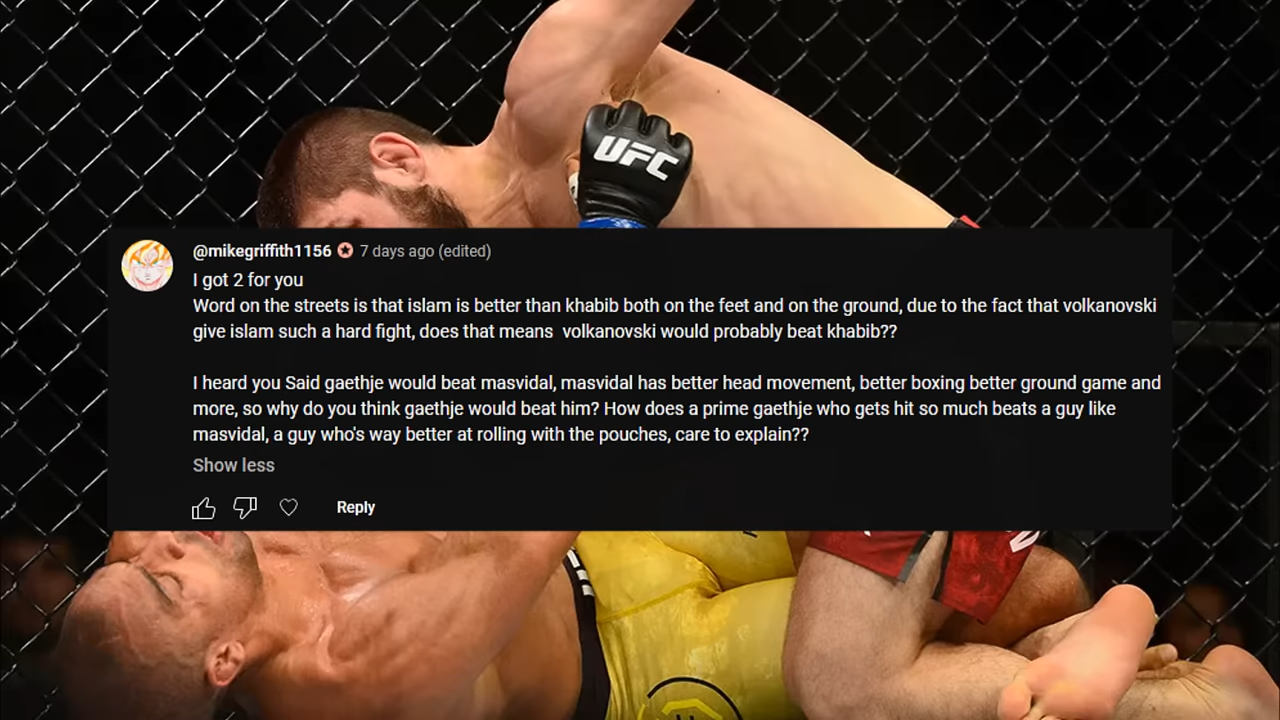 UFC
@mikegriffith1156 7 days ago (edited)
I got 2 for you
Word on the streets is that islam is better than khabib both on the feet and on the ground, due to the fact that volkanovski
give islam such a hard fight, does that means volkanovski would probably beat khabib??
I heard you Said gaethje would beat masvidal, masvidal has better head movement, better boxing better ground game and
more, so why do you think gaethje would beat him? How does a prime gaethje who gets hit so much beats a guy like
masvidal, a guy who's way better at rolling with the pouches, care to explain??
Show less
Reply